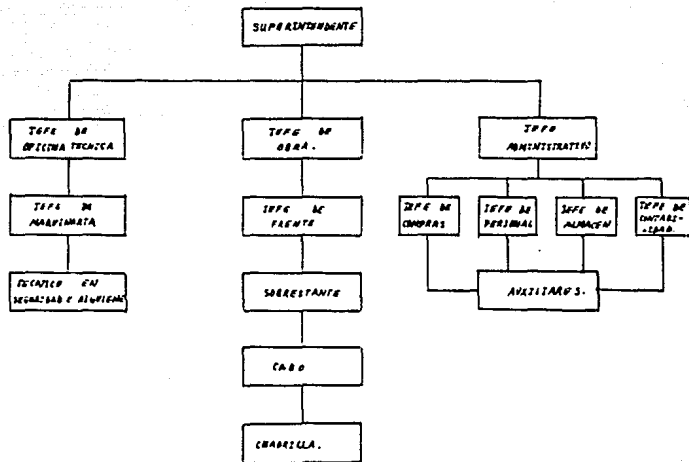 SUPERINTENDENTE
JEFE DE
OFICINA TECNICA
JEFE DE
OBRA.
JEFE
ADMINISTRATIVO
JEFE DE
MAQUINARIA
JEFE DE
FRENTE
JEFE DE
COMPRAS
JEFE DE
PERSONAL
JEFE DE
ALMACEN
JEFE DE
CONTABI-
LIDAD.
TECNICO EN
SEGURIDAD E HIGIENE
SOBRESTANTE
AUXILIARES.
CABO
CUADRILLA.